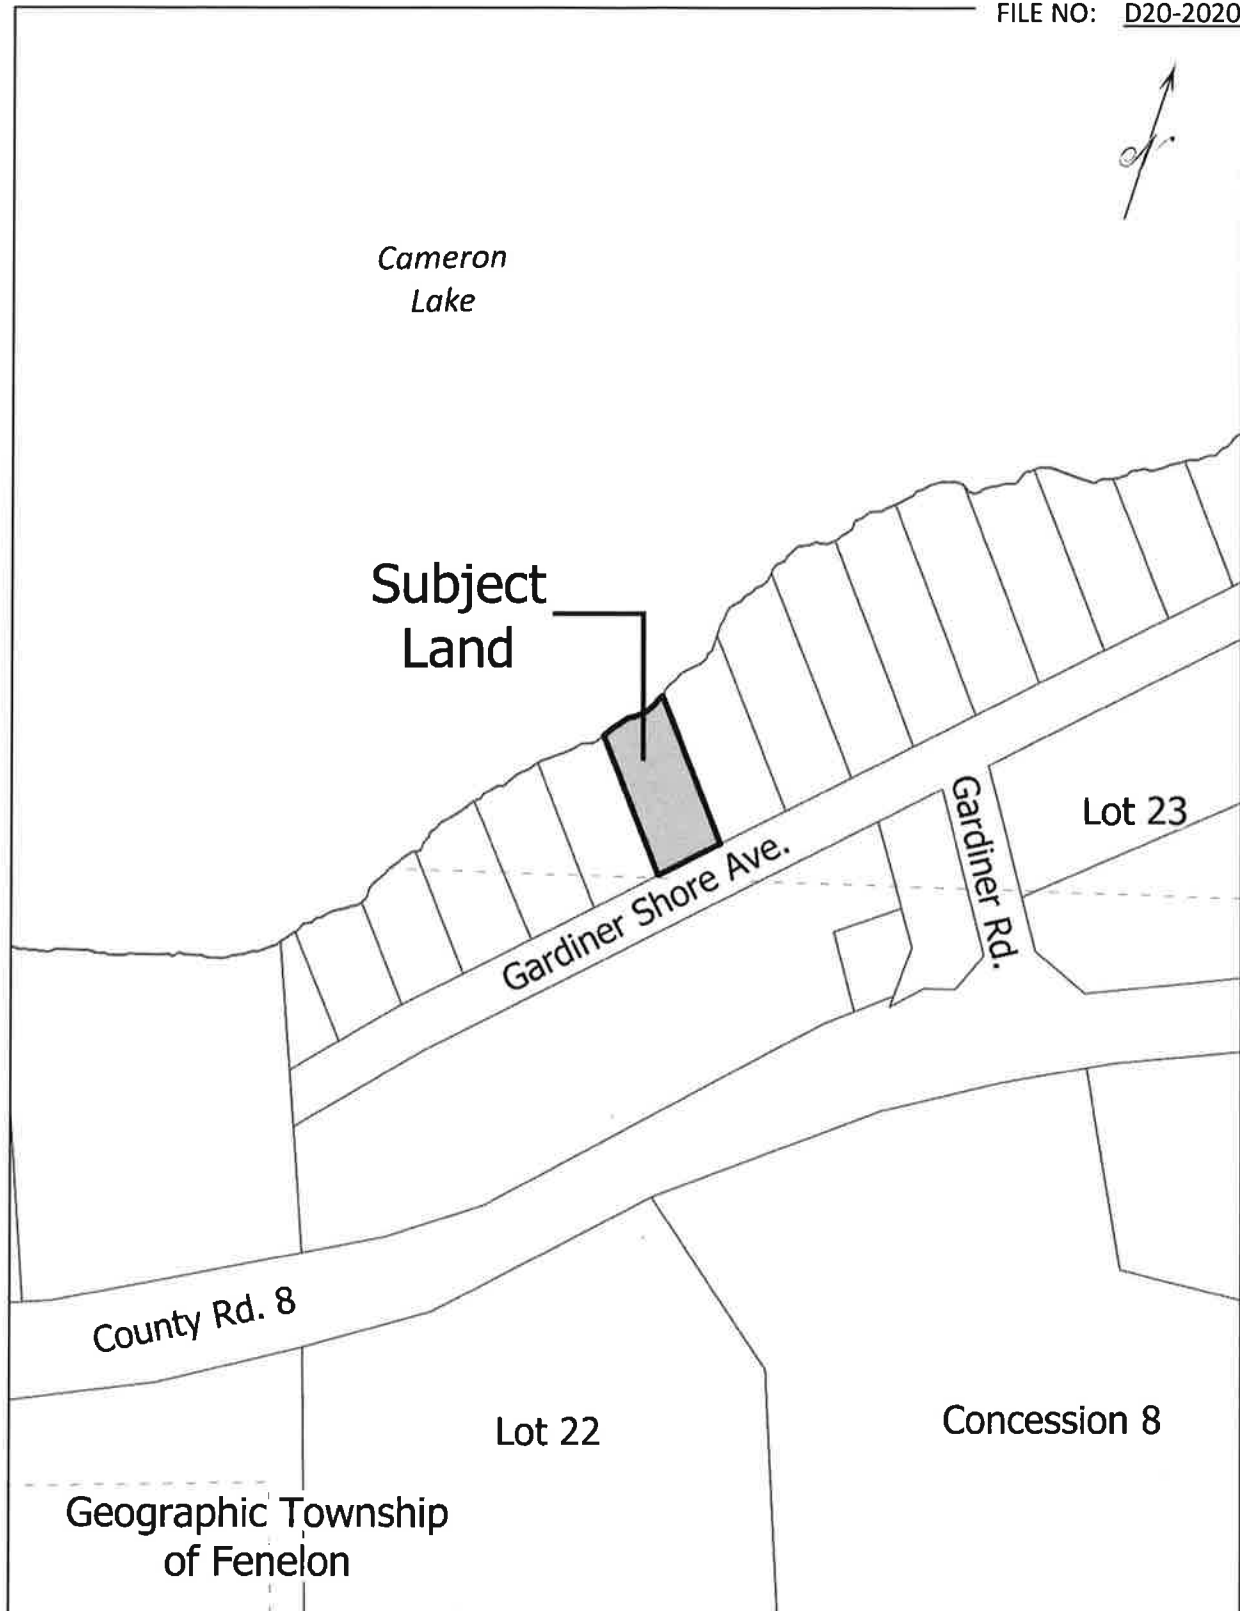 FILE NO: D20-2020
Cameron
Lake
Subject
Land
Lot 23
Gardiner Rd.
Gardiner Shore Ave.
County Rd. 8
Lot 22
Concession 8
Geographic Township
of Fenelon